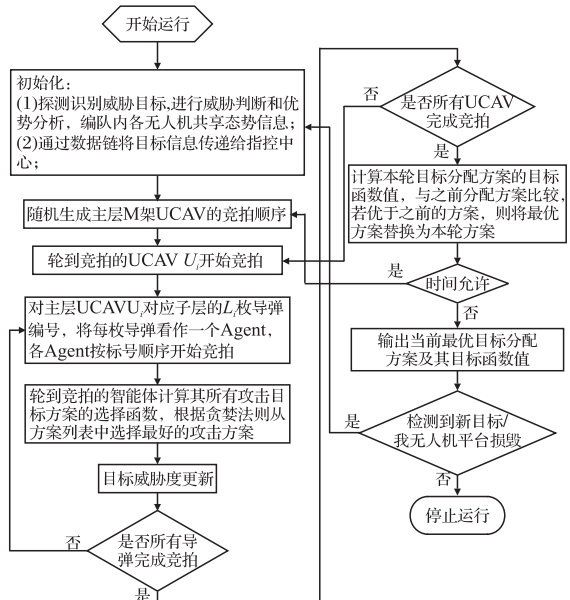 开始运行
初始化：
(1)探测识别威胁目标,进行威胁判断和优
势分析，编队内各无人机共享态势信息；
(2)通过数据链将目标信息传递给指控中
心；
随机生成主层M架UCAV的竞拍顺序
轮到竞拍的UCAV Ui开始竞拍
对主层UCAVUi对应子层的Li枚导弹
编号，将每枚导弹看作一个Agent，
各Agent按标号顺序开始竞拍
轮到竞拍的智能体计算其所有攻击目
标方案的选择函数，根据贪婪法则从
方案列表中选择最好的攻击方案
目标威胁度更新
是否所有导
弹完成竞拍
否
是
是否所有UCAV
完成竞拍
否
是
计算本轮目标分配方案的目标
函数值，与之前分配方案比较，
若优于之前的方案，则将最优
方案替换为本轮方案
时间允许
是
否
输出当前最优目标分配
方案及其目标函数值
检测到新目标/
我无人机平台损毁
是
否
停止运行